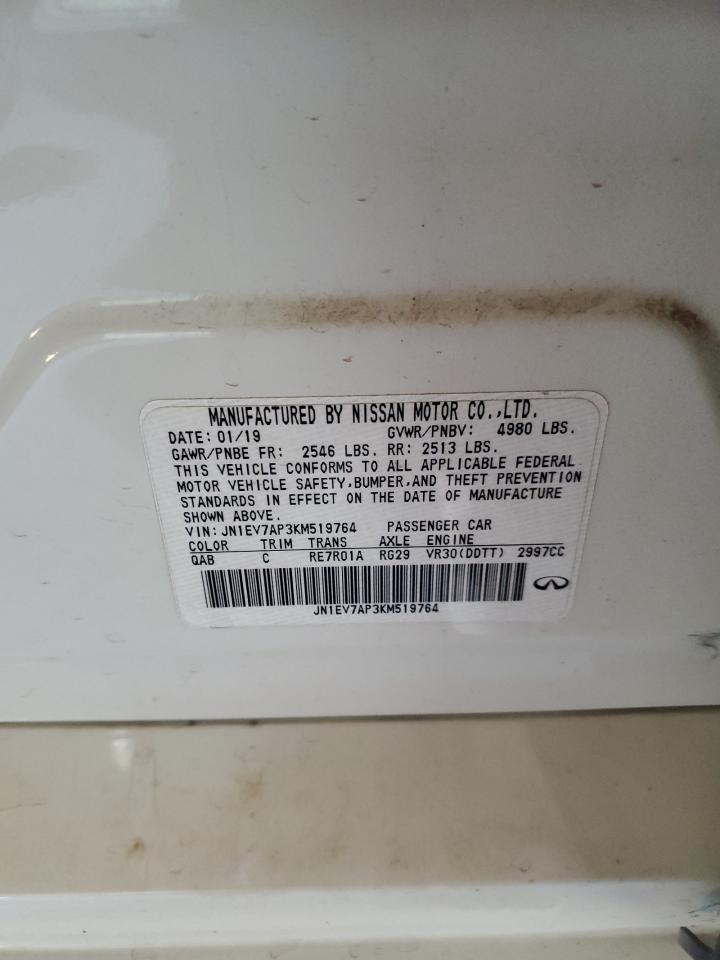 MANUFACTURED BY NISSAN MOTOR CO.,LTD.
DATE: 01/19 GVWR/PNBV: 4980 LBS.
GAWR/PNBE FR: 2546 LBS. RR: 2513 LBS.
THIS VEHICLE CONFORMS TO ALL APPLICABLE FEDERAL
MOTOR VEHICLE SAFETY,BUMPER,AND THEFT PREVENTION
STANDARDS IN EFFECT ON THE DATE OF MANUFACTURE
SHOWN ABOVE.
VIN:JN1EV7AP3KM519764 PASSENGER CAR
COLOR TRIM TRANS AXLE ENGINE
QAB C RE7R01A RG29 VR30(DDTT) 2997CC
JN1EV7AP3KM519764